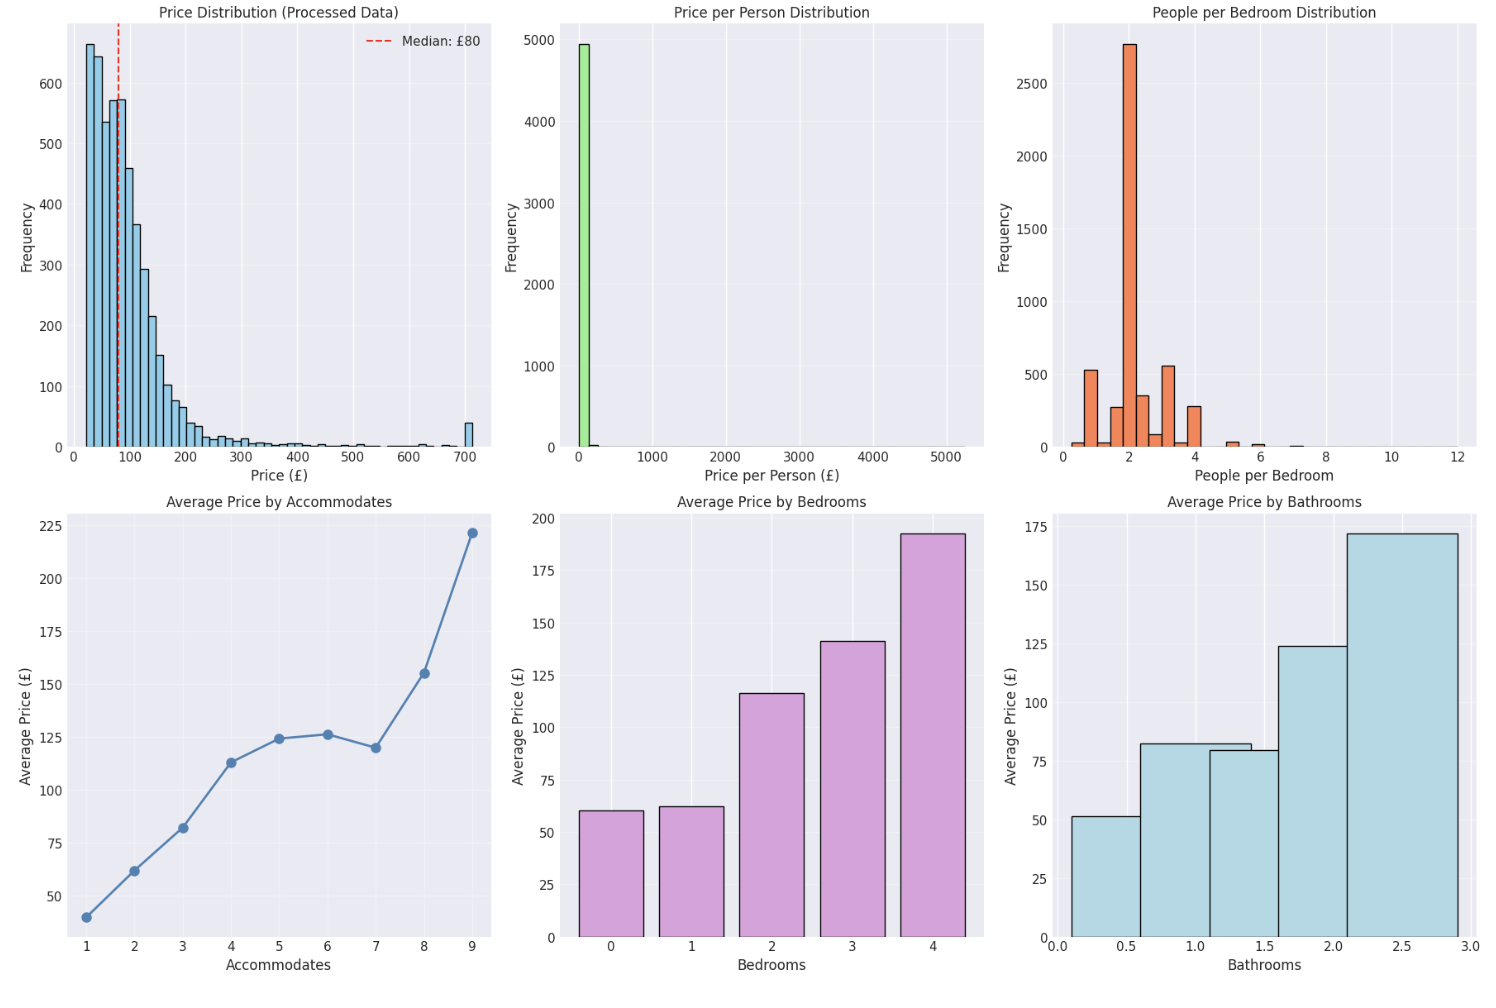 Price Distribution (Processed Data)
Median: £80
Frequency
600
500
400
300
200
100
0
0 100 200 300 400 500 600 700
Price (£)
Price per Person Distribution
Frequency
5000
4000
3000
2000
1000
0
0 1000 2000 3000 4000 5000
Price per Person (£)
People per Bedroom Distribution
Frequency
2500
2000
1500
1000
500
0
0 2 4 6 8 10 12
People per Bedroom
Average Price by Accommodates
Average Price (£)
225
200
175
150
125
100
75
50
1 2 3 4 5 6 7 8 9
Accommodates
Average Price by Bedrooms
Average Price (£)
200
175
150
125
100
75
50
25
0
0 1 2 3 4
Bedrooms
Average Price by Bathrooms
Average Price (£)
175
150
125
100
75
50
25
0
0.0 0.5 1.0 1.5 2.0 2.5 3.0
Bathrooms